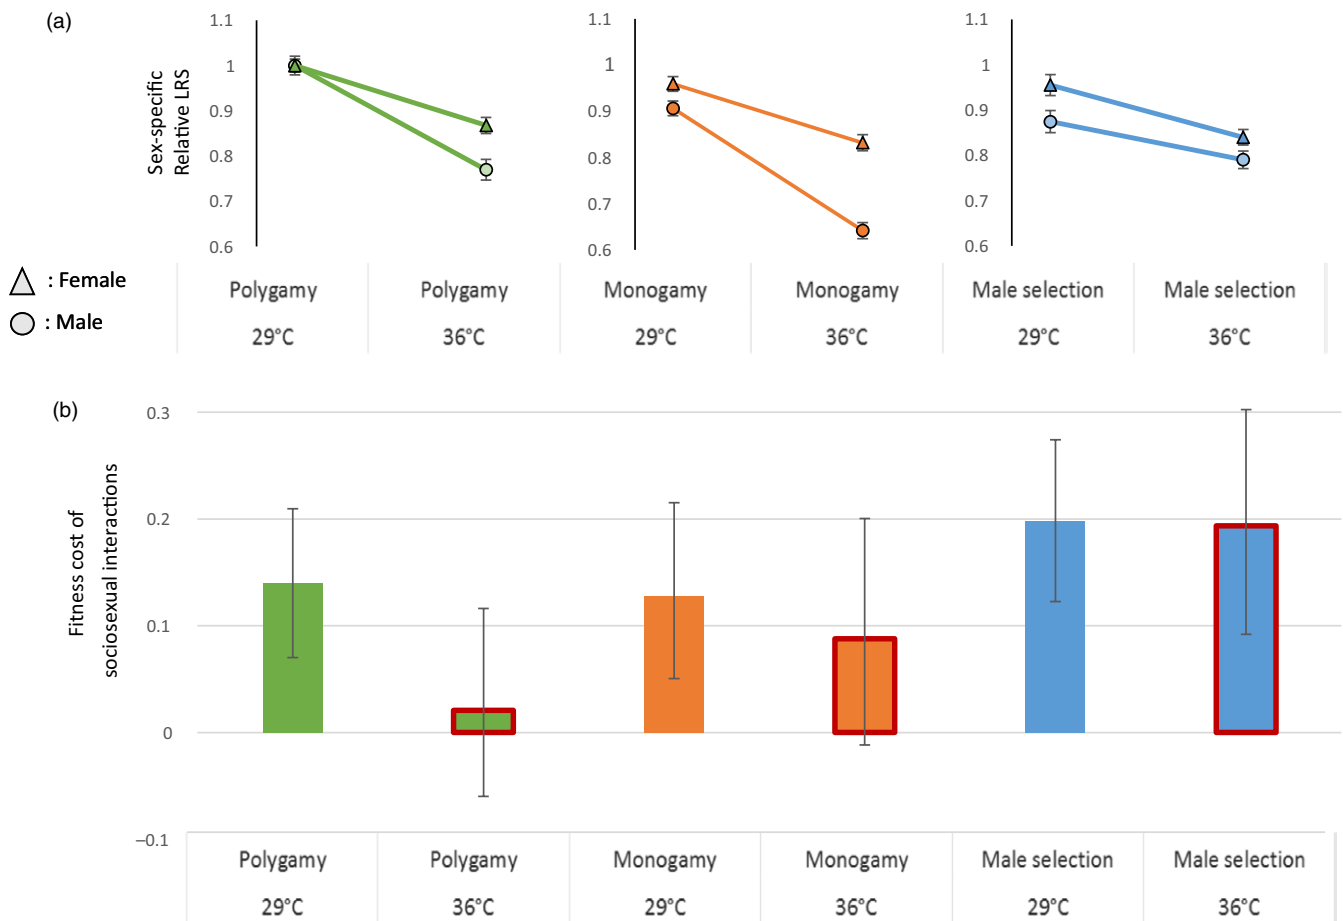 (a)
Sex-specific
Relative LRS
1.1
1
0.9
0.8
0.7
0.6
1.1
1
0.9
0.8
0.7
0.6
1.1
1
0.9
0.8
0.7
0.6
: Female
: Male
Polygamy Polygamy Monogamy Monogamy Male selection Male selection
29°C 36°C 29°C 36°C 29°C 36°C
(b)
Fitness cost of
sociosexual interactions
0.3
0.2
0.1
0
–0.1
Polygamy Polygamy Monogamy Monogamy Male selection Male selection
29°C 36°C 29°C 36°C 29°C 36°C